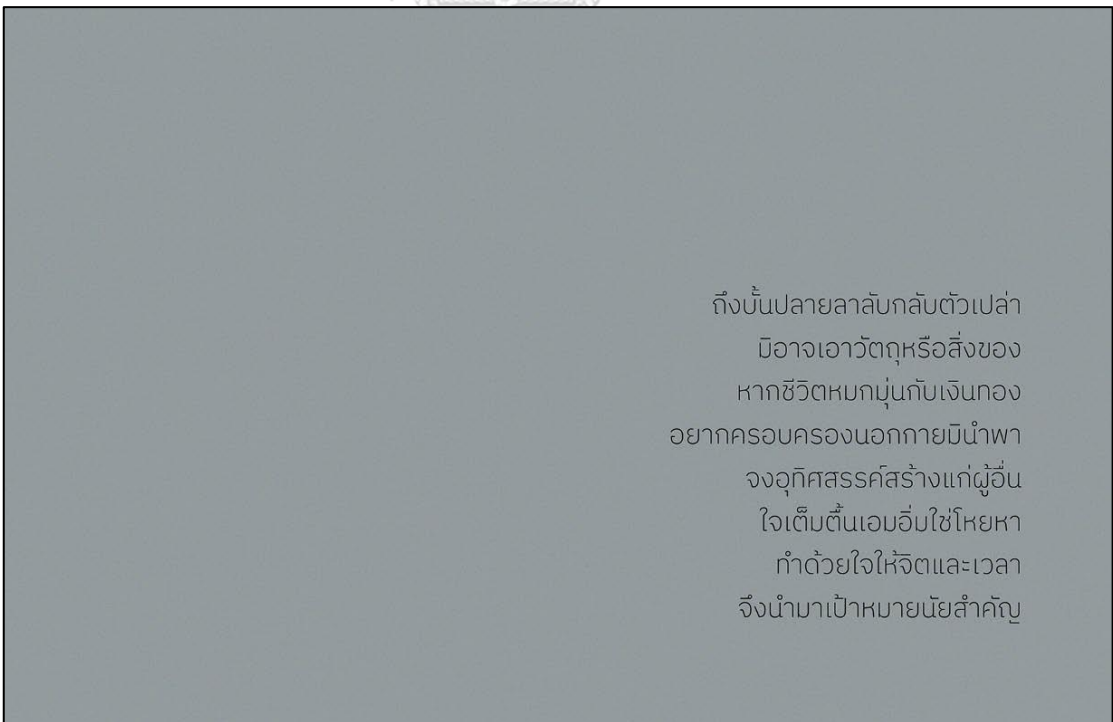 ถึงบั้นปลายลาลับกลับตัวเปล่า
มิอาจเอาวัตถุหรือสิ่งของ
หากชีวิตหมกมุ่นกับเงินทอง
อยากครอบครองนอกกายมินำพา
จงอุทิศสรรค์สร้างแก่ผู้อื่น
ใจเต็มตื้นเอมอิ่มใช่โหยหา
ทำด้วยใจให้จิตและเวลา
จึงนำมาเป้าหมายนัยสำคัญ